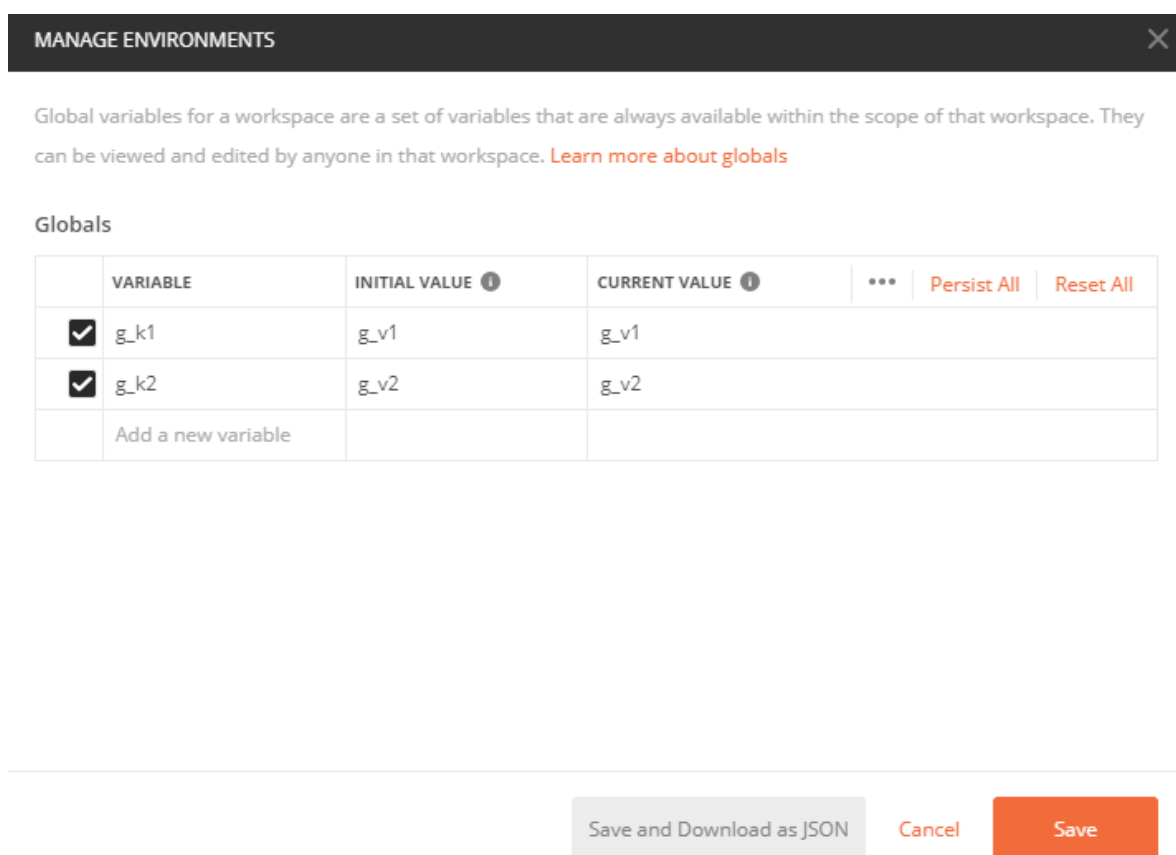 MANAGE ENVIRONMENTS
Global variables for a workspace are a set of variables that are always available within the scope of that workspace. They
can be viewed and edited by anyone in that workspace. Learn more about globals
Globals
VARIABLE INITIAL VALUE CURRENT VALUE Persist All Reset All
g_k1 g_v1 g_v1
g_k2 g_v2 g_v2
Add a new variable
Save and Download as JSON Cancel Save